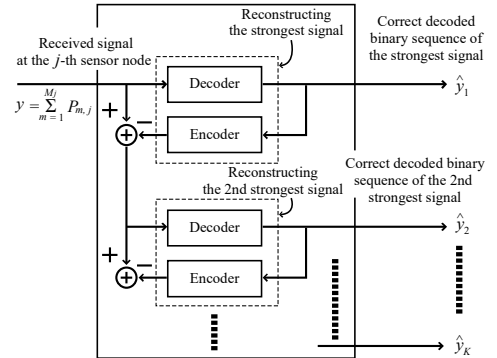 Reconstructing
the strongest signal
Correct decoded
binary sequence of
the strongest signal
Received signal
at the j-th sensor node
y = \sum_{m = 1}^{M_j} P_{m, j}
Decoder
ŷ_1
+
−
+
Encoder
Reconstructing
the 2nd strongest signal
Correct decoded binary
sequence of the 2nd
strongest signal
Decoder
ŷ_2
+
−
+
Encoder
ŷ_K